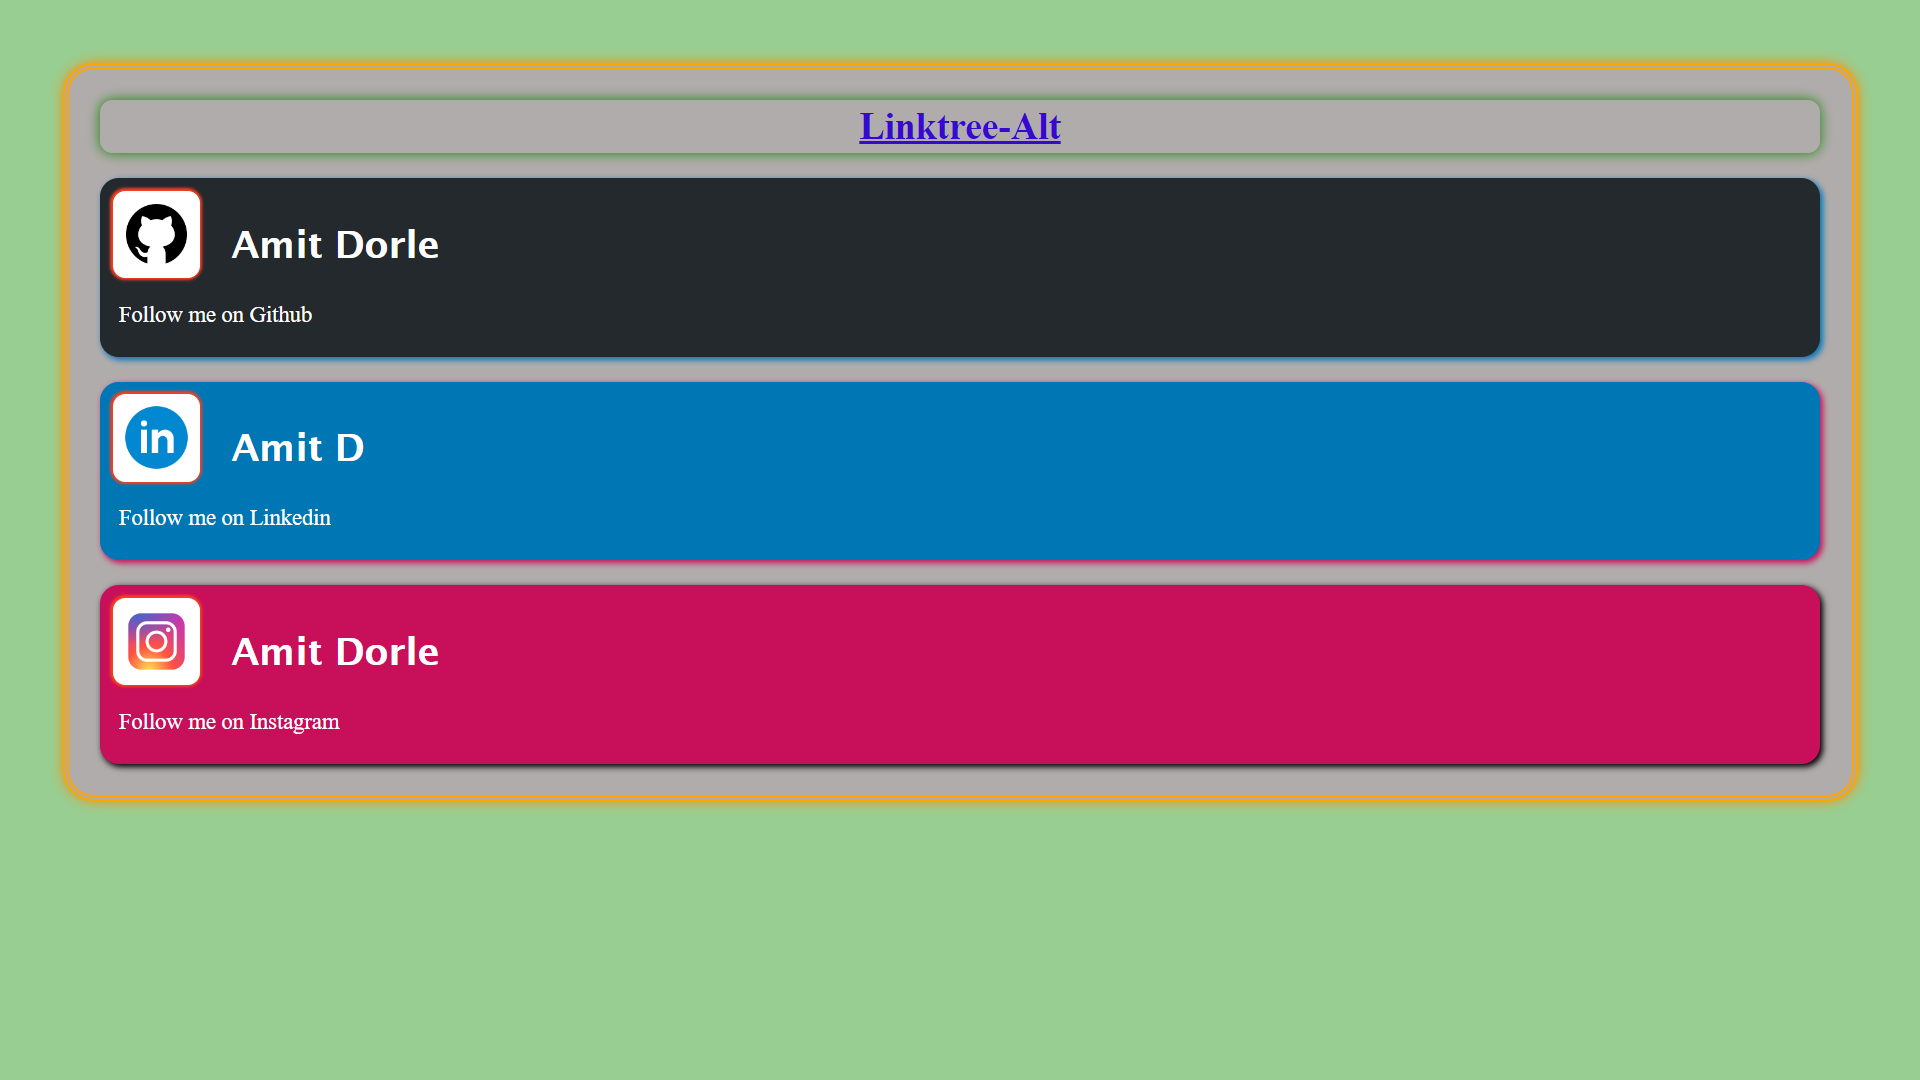 Linktree-Alt
Amit Dorle
Follow me on Github
in
Amit D
Follow me on Linkedin
Amit Dorle
Follow me on Instagram